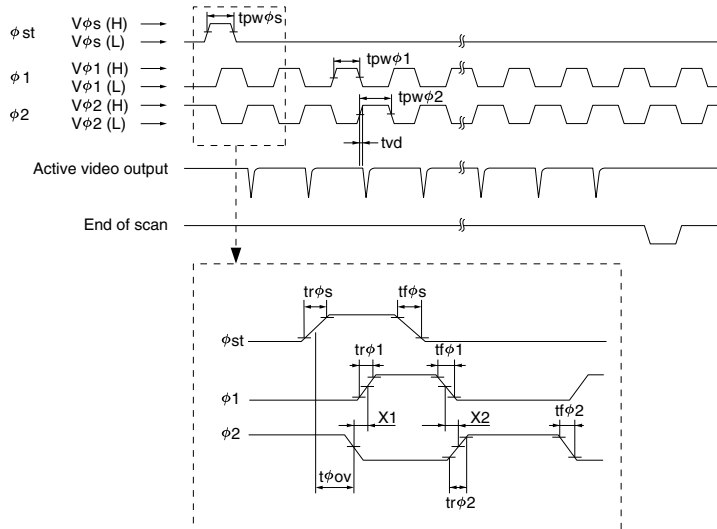 tpwϕs
ϕst
Vϕs (H)
Vϕs (L)
tpwϕ1
ϕ1
Vϕ1 (H)
Vϕ1 (L)
ϕ2
Vϕ2 (H)
Vϕ2 (L)
tpwϕ2
tvd
Active video output
End of scan
trϕs
tfϕs
ϕst
trϕ1
tfϕ1
ϕ1
X1
X2
tfϕ2
ϕ2
tϕov
trϕ2